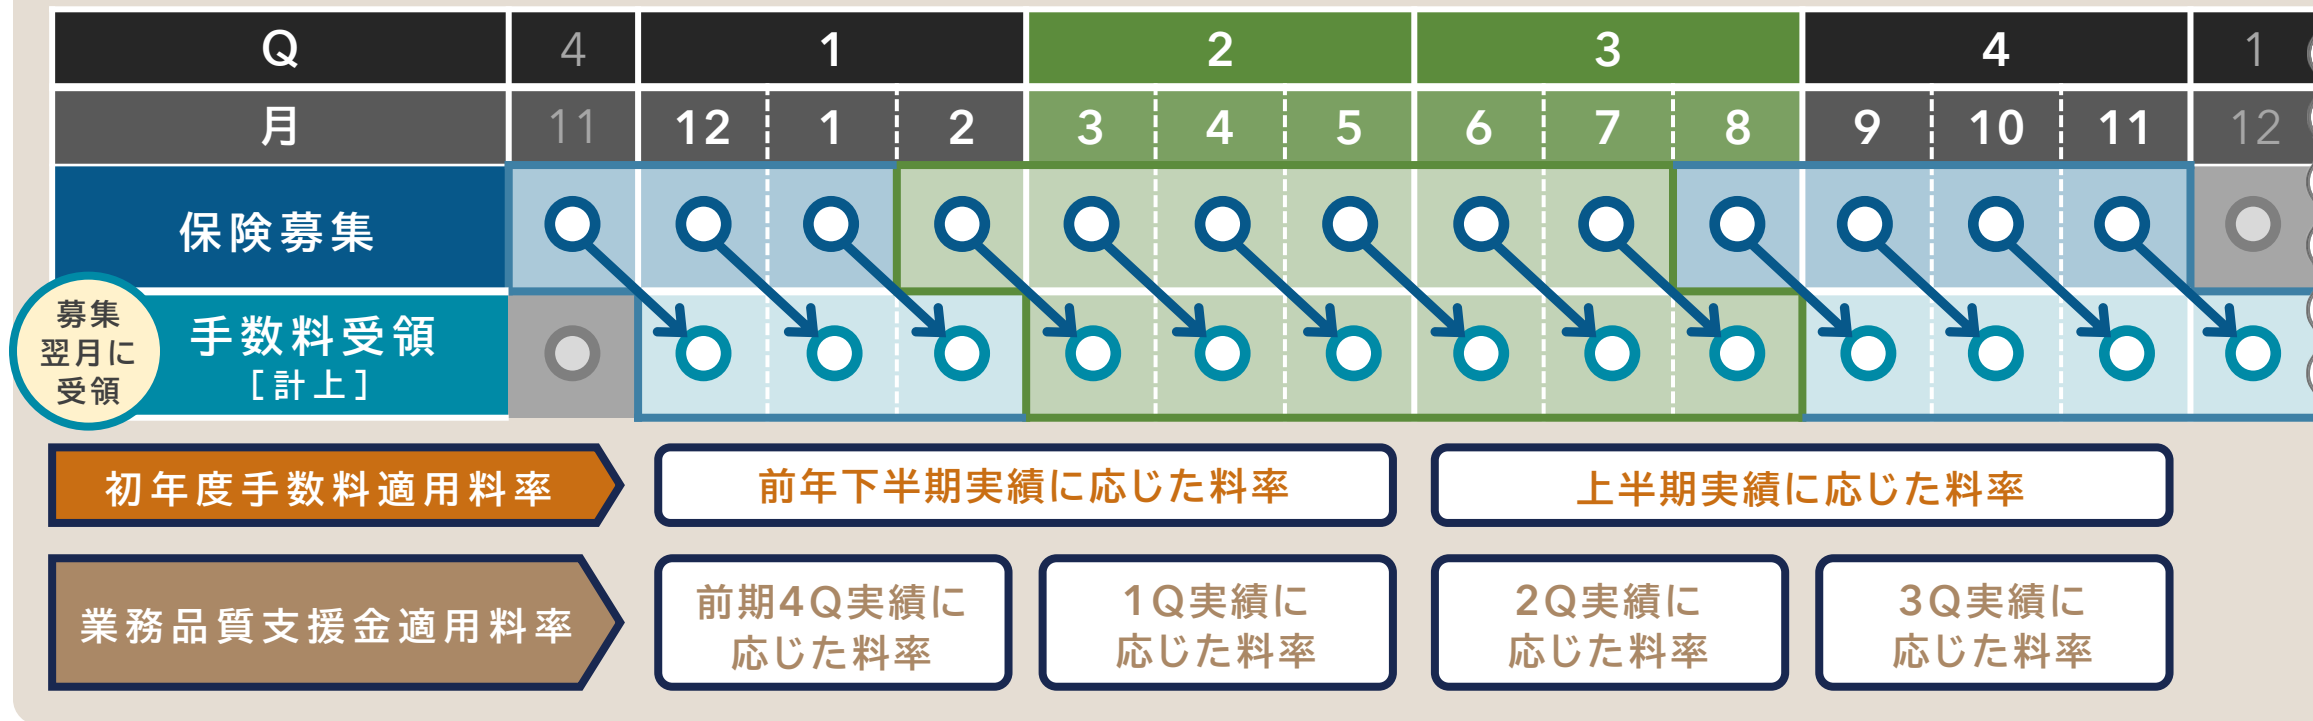 Q 4 1 2 3 4 1
月 11 12 1 2 3 4 5 6 7 8 9 10 11 12
保険募集
募集
翌月に
受領
手数料受領
［計上］
初年度手数料適用料率
前年下半期実績に応じた料率
上半期実績に応じた料率
業務品質支援金適用料率
前期4Q実績に
応じた料率
1Q実績に
応じた料率
2Q実績に
応じた料率
3Q実績に
応じた料率